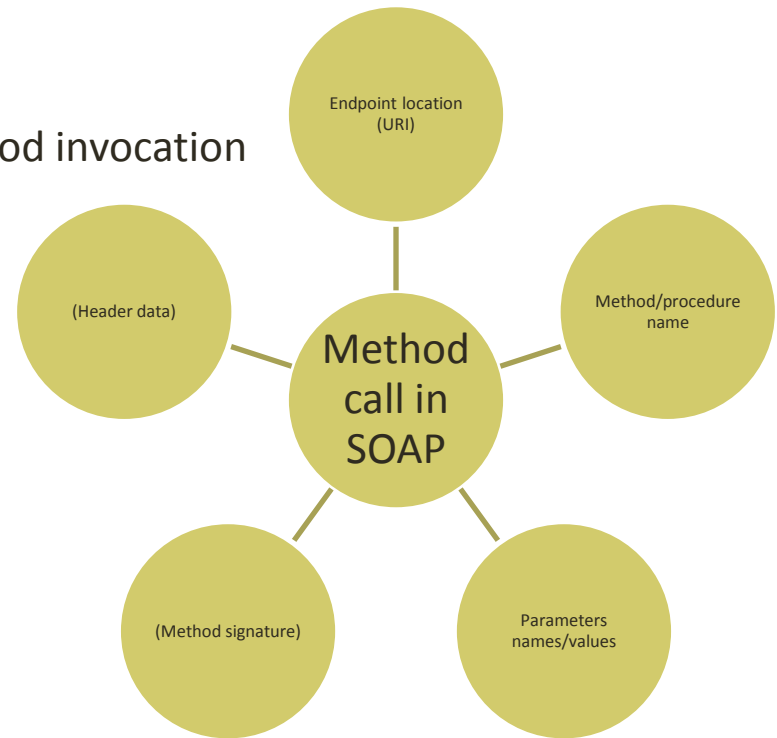 Endpoint location
(URI)
od invocation
(Header data)
Method/procedure
name
Method
call in
SOAP
(Method signature)
Parameters
names/values